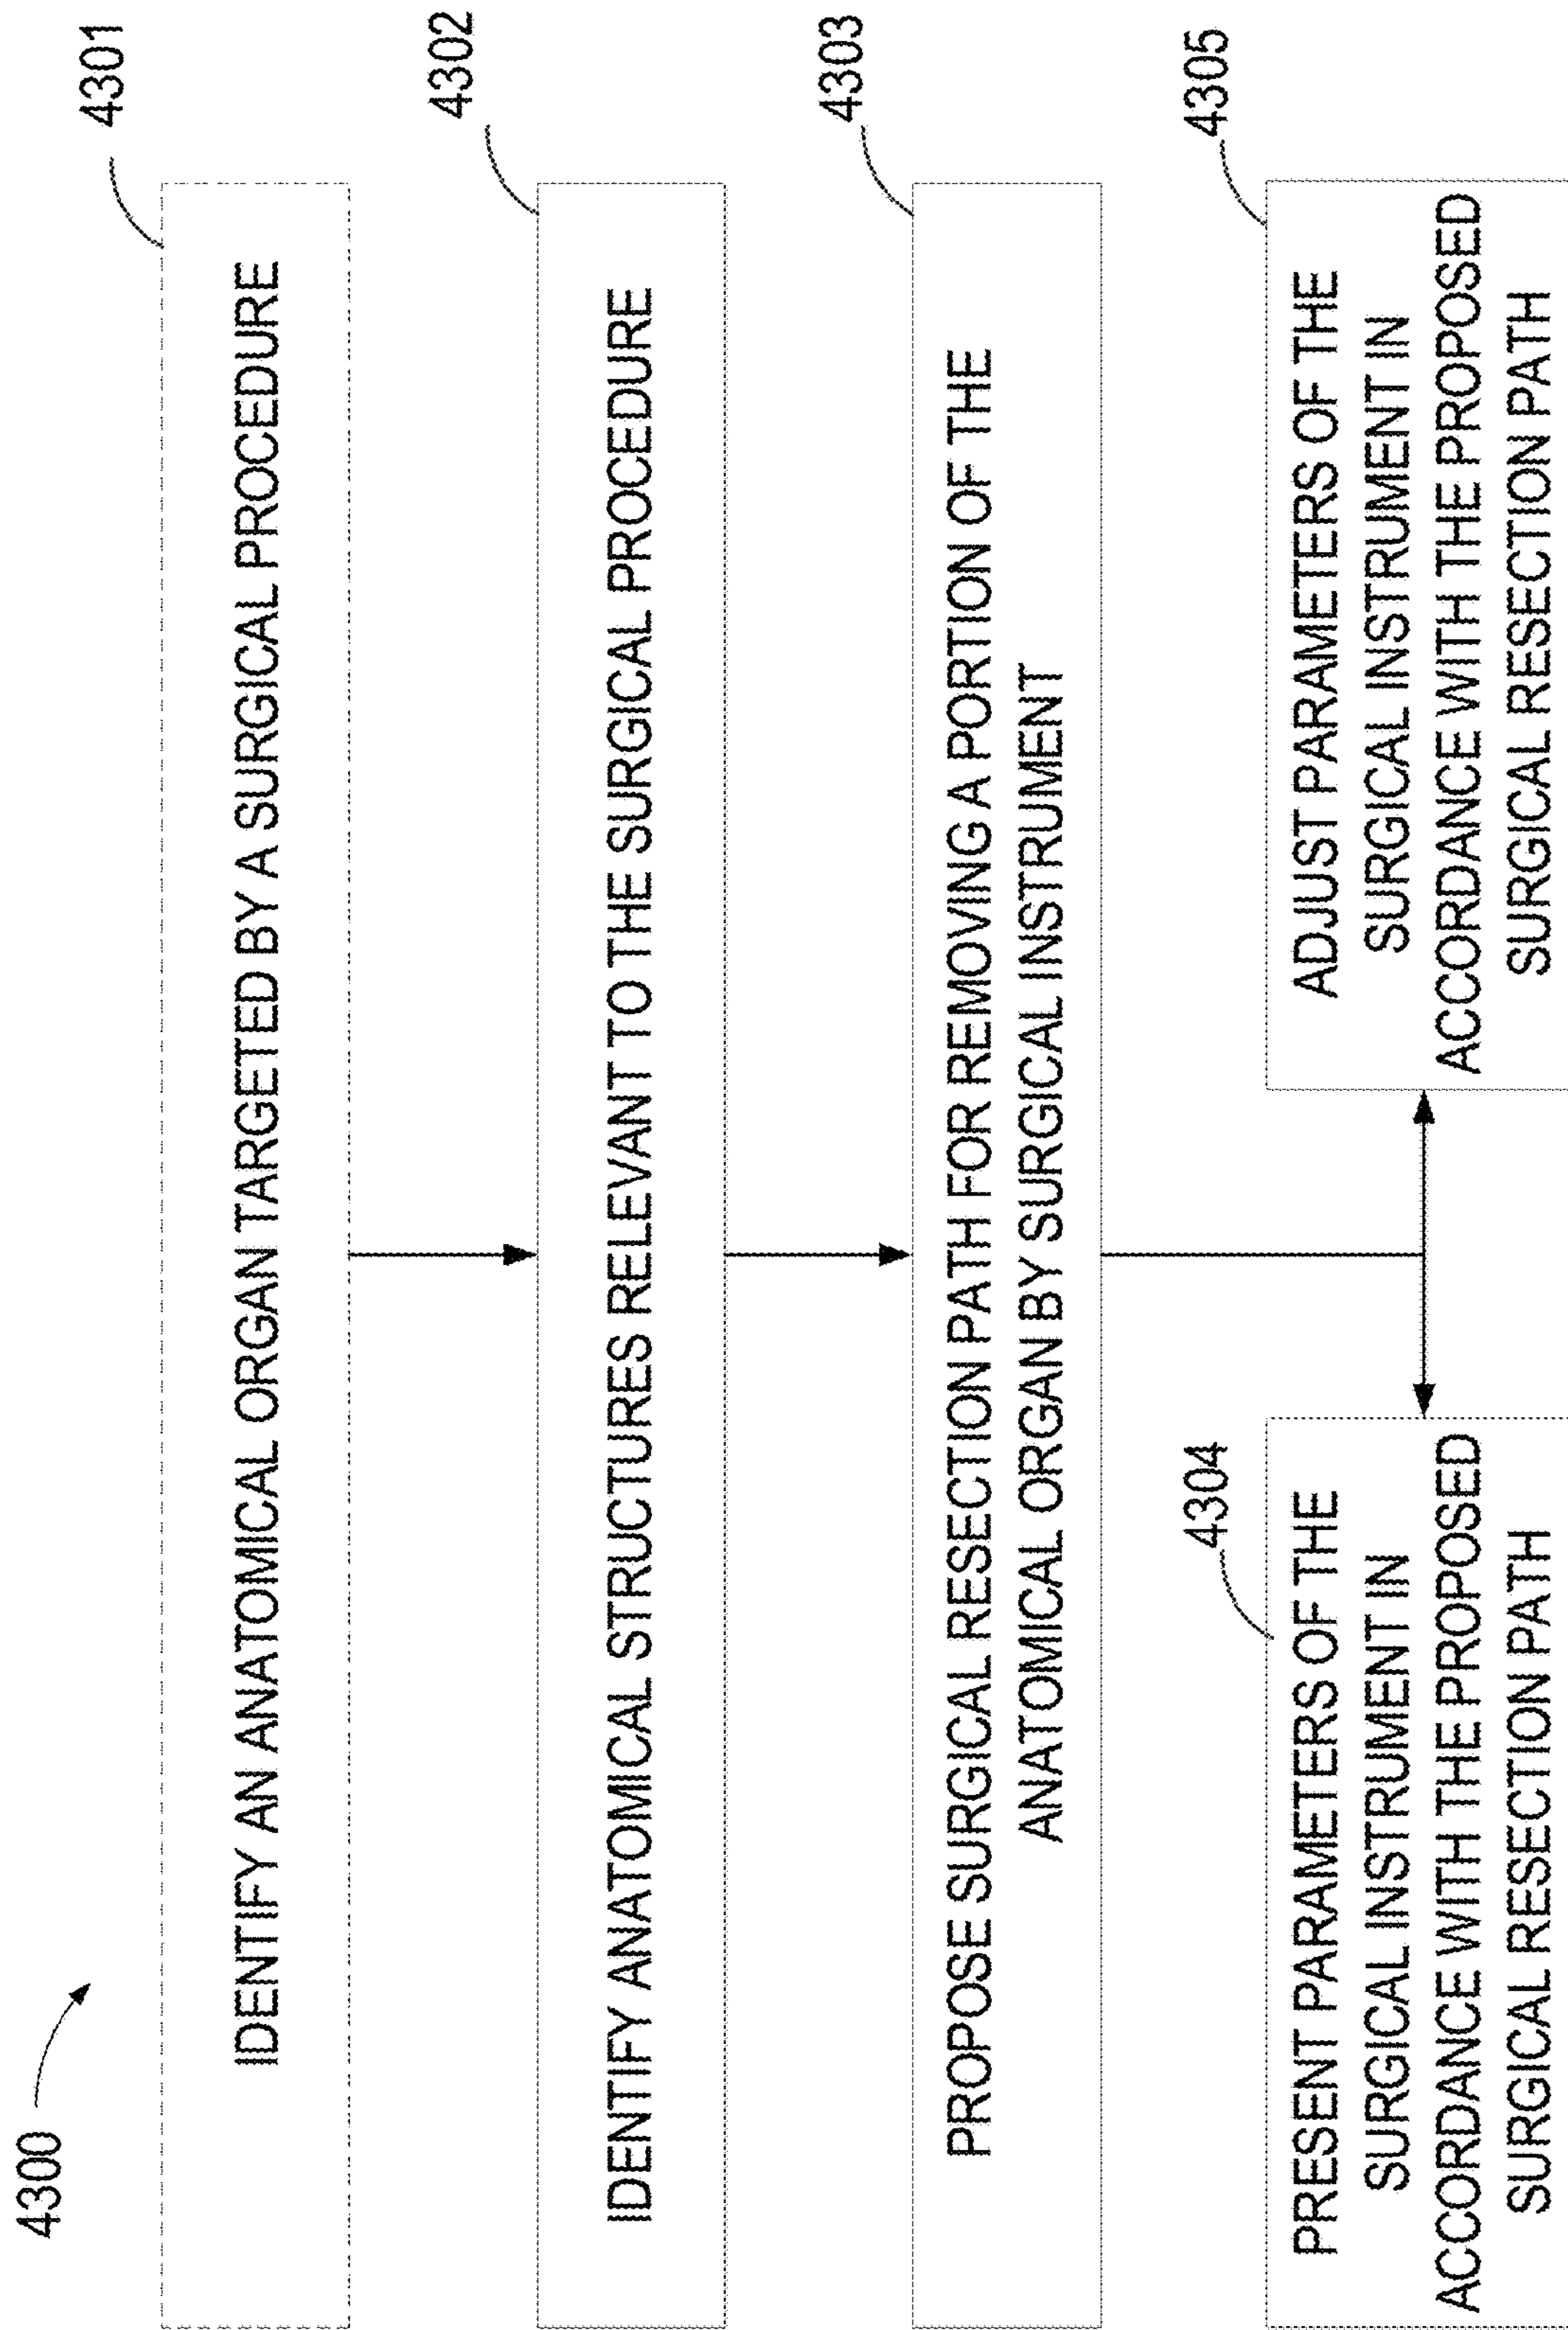 4300
4301
IDENTIFY AN ANATOMICAL ORGAN TARGETED BY A SURGICAL PROCEDURE
4302
IDENTIFY ANATOMICAL STRUCTURES RELEVANT TO THE SURGICAL PROCEDURE
4303
PROPOSE SURGICAL RESECTION PATH FOR REMOVING A PORTION OF THE
ANATOMICAL ORGAN BY SURGICAL INSTRUMENT
4304
PRESENT PARAMETERS OF THE
SURGICAL INSTRUMENT IN
ACCORDANCE WITH THE PROPOSED
SURGICAL RESECTION PATH
4305
ADJUST PARAMETERS OF THE
SURGICAL INSTRUMENT IN
ACCORDANCE WITH THE PROPOSED
SURGICAL RESECTION PATH